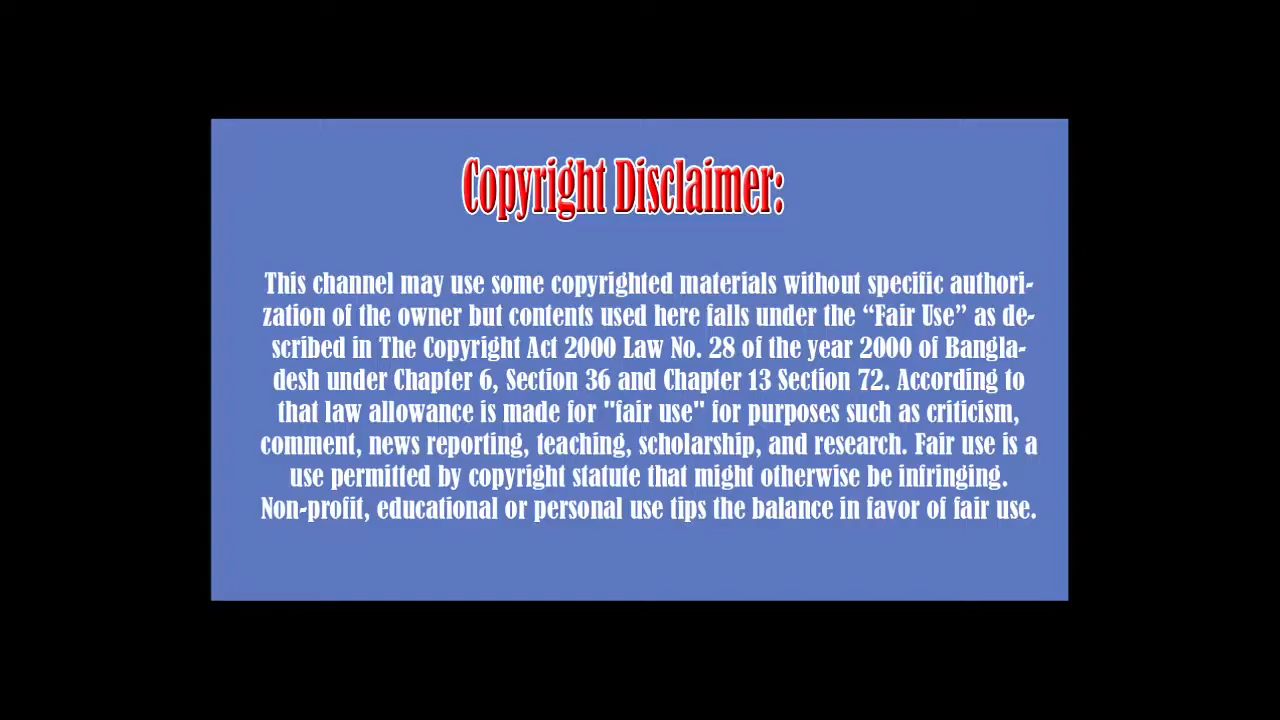 Copyright Disclaimer:
This channel may use some copyrighted materials without specific authori-
zation of the owner but contents used here falls under the “Fair Use” as de-
scribed in The Copyright Act 2000 Law No. 28 of the year 2000 of Bangla-
desh under Chapter 6, Section 36 and Chapter 13 Section 72. According to
that law allowance is made for "fair use" for purposes such as criticism,
comment, news reporting, teaching, scholarship, and research. Fair use is a
use permitted by copyright statute that might otherwise be infringing.
Non-profit, educational or personal use tips the balance in favor of fair use.